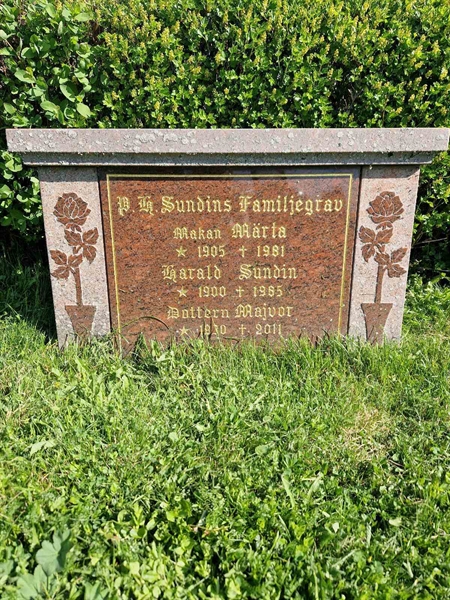 P. H. Sundins Familjegrav
Makan Märta
* 1905 + 1981
Harald Sundin
* 1900 + 1985
Dottern Majvor
* 1930 + 2011